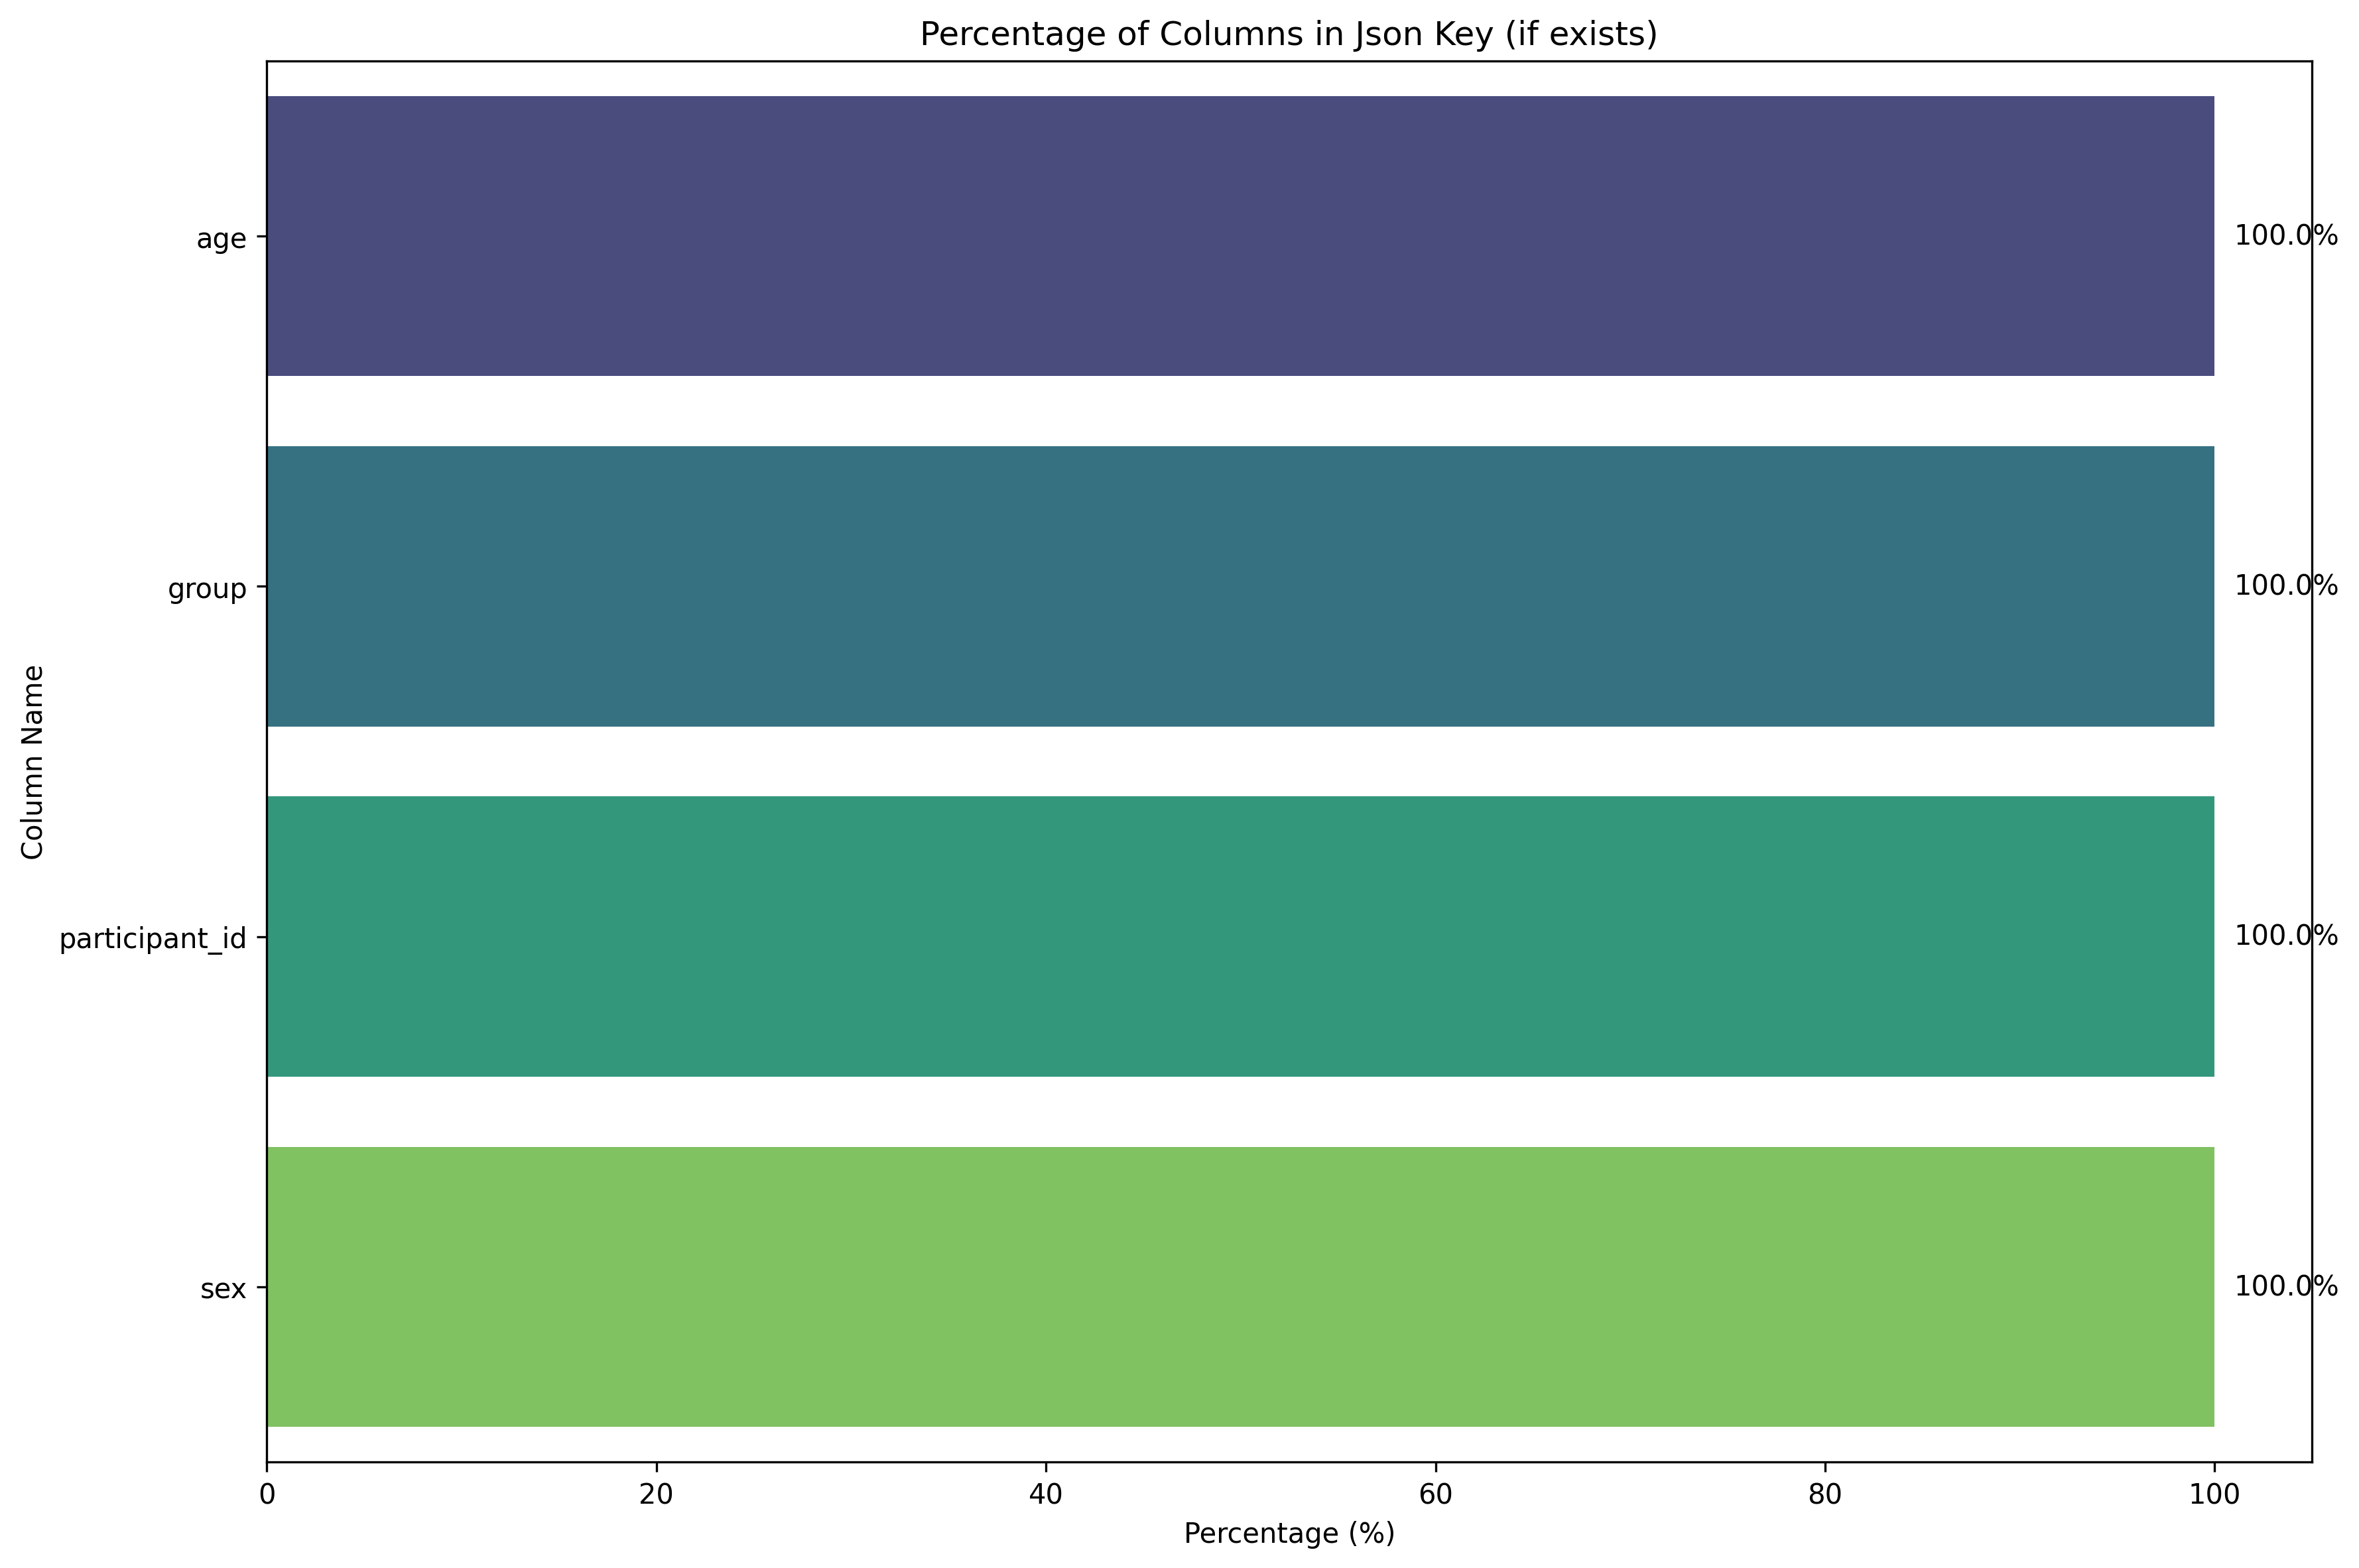 Percentage of Columns in Json Key (if exists)
age
100.0%
group
100.0%
Column Name
participant_id
100.0%
sex
100.0%
0
20
40
60
80
100
Percentage (%)